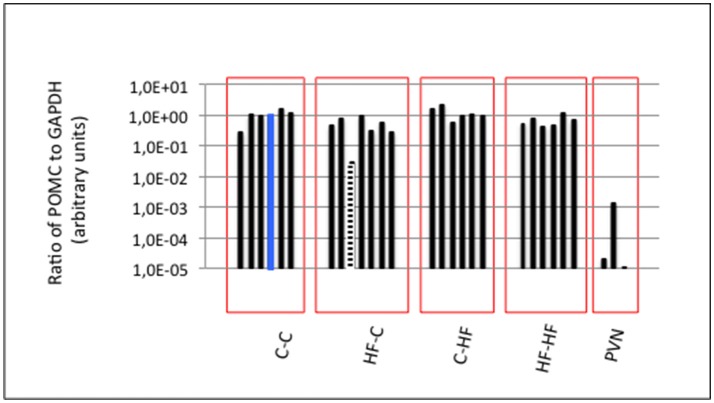 Ratio of POMC to GAPDH
(arbitrary units)
1,0E+01
1,0E+00
1,0E-01
1,0E-02
1,0E-03
1,0E-04
1,0E-05
C-C
HF-C
C-HF
HF-HF
PVN